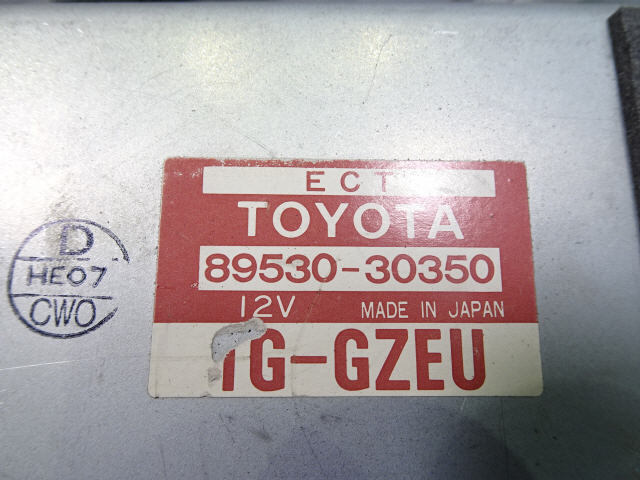 ECT
TOYOTA
89530-30350
12V MADE IN JAPAN
1G-GZEU
D
HE07
CWO